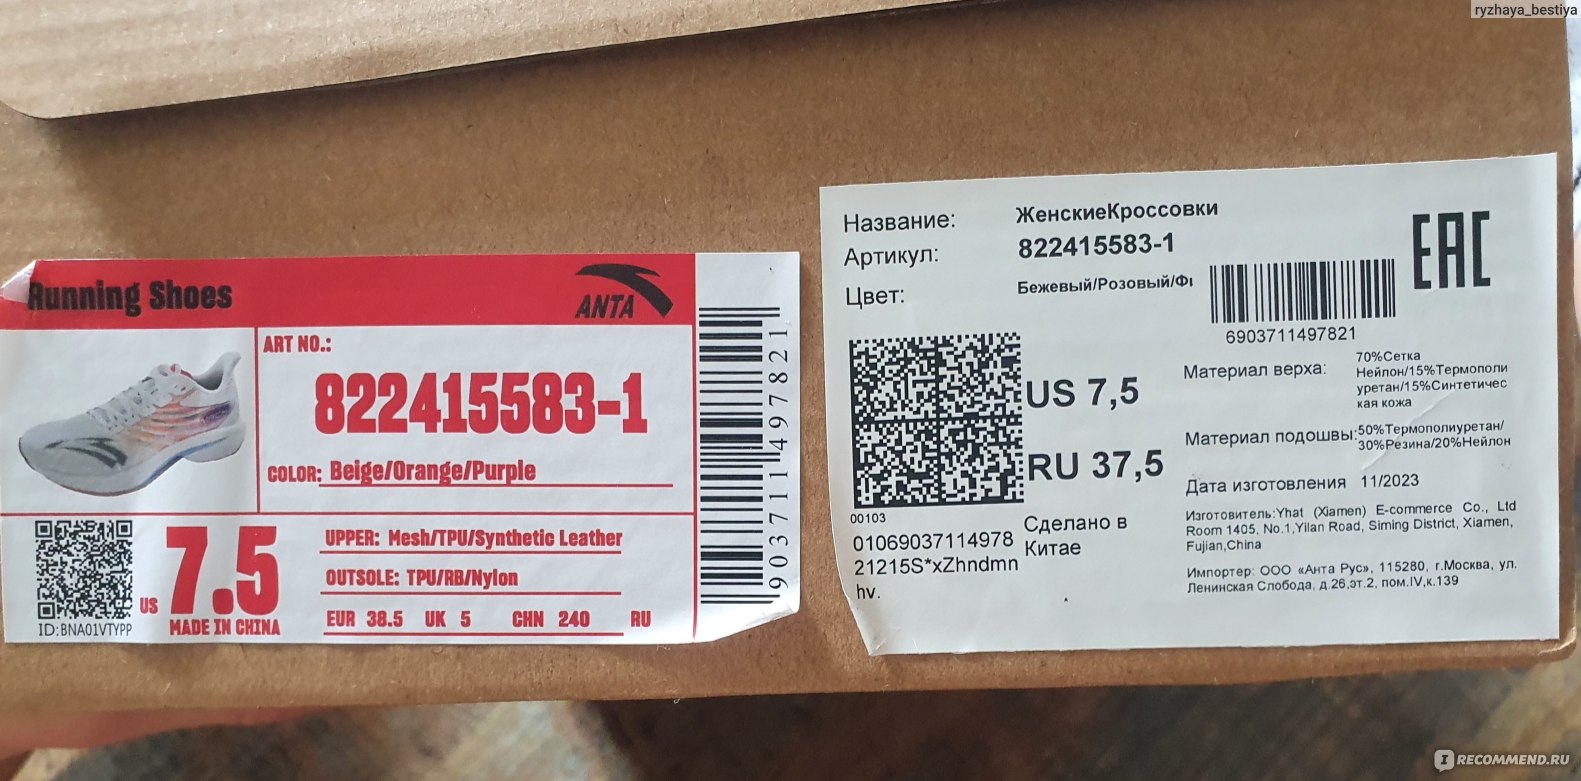 ryzhaya_bestiya
Running Shoes
ANTA
ART NO.:
822415583-1
COLOR: Beige/Orange/Purple
US 7.5
MADE IN CHINA
ID:BNA01VTYPP
UPPER: Mesh/TPU/Synthetic Leather
OUTSOLE: TPU/RB/Nylon
EUR 38.5 UK 5 CHN 240 RU
903711497821
Название: ЖенскиеКроссовки
Артикул: 822415583-1
Цвет: Бежевый/Розовый/Фı
EAC
6903711497821
US 7,5
RU 37,5
Сделано в
Китае
00103
01069037114978
21215S*xZhndmn
hv.
Материал верха: 70%Сетка
Нейлон/15%Термополи
уретан/15%Синтетичес
кая кожа
Материал подошвы: 50%Термополиуретан/
30%Резина/20%Нейлон
Дата изготовления 11/2023
Изготовитель:Yhat (Xiamen) E-commerce Co., Ltd
Room 1405, No.1,Yilan Road, Siming District, Xiamen,
Fujian,China
Импортер: ООО «Анта Рус», 115280, г.Москва, ул.
Ленинская Слобода, д.26,эт.2, пом.IV,к.139
IRECOMMEND.RU